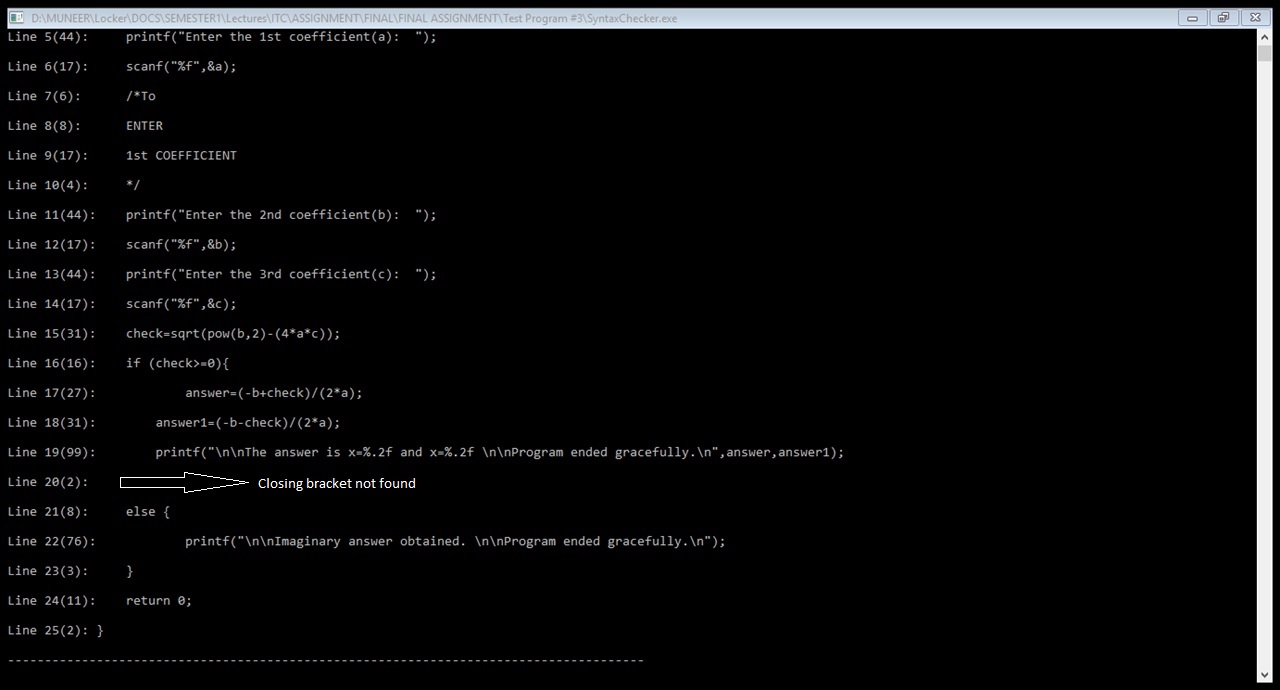 D:\MUNEER\Locker\DOCS\SEMESTER1\Lectures\ITC\ASSIGNMENT\FINAL\FINAL ASSIGNMENT\Test Program #3\SyntaxChecker.exe
Line 5(44):     printf("Enter the 1st coefficient(a):  ");
Line 6(17):     scanf("%f",&a);
Line 7(6):      /*To
Line 8(8):      ENTER
Line 9(17):     1st COEFFICIENT
Line 10(4):     */
Line 11(44):    printf("Enter the 2nd coefficient(b):  ");
Line 12(17):    scanf("%f",&b);
Line 13(44):    printf("Enter the 3rd coefficient(c):  ");
Line 14(17):    scanf("%f",&c);
Line 15(31):    check=sqrt(pow(b,2)-(4*a*c));
Line 16(16):    if (check>=0){
Line 17(27):            answer=(-b+check)/(2*a);
Line 18(31):        answer1=(-b-check)/(2*a);
Line 19(99):        printf("\n\nThe answer is x=%.2f and x=%.2f \n\nProgram ended gracefully.\n",answer,answer1);
Line 20(2):     Closing bracket not found
Line 21(8):     else {
Line 22(76):            printf("\n\nImaginary answer obtained. \n\nProgram ended gracefully.\n");
Line 23(3):     }
Line 24(11):    return 0;
Line 25(2): }
--------------------------------------------------------------------------------------